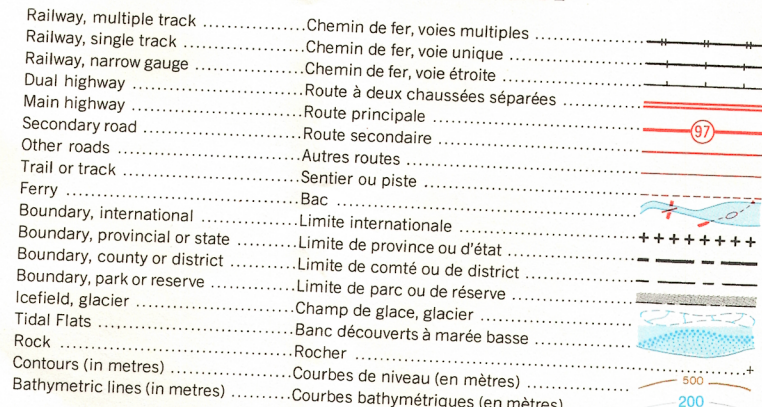 Railway, multiple track ................Chemin de fer, voies multiples ................
Railway, single track ................Chemin de fer, voie unique ................
Railway, narrow gauge ................Chemin de fer, voie étroite ................
Dual highway ................Route à deux chaussées séparées ................
Main highway ................Route principale ................ 97
Secondary road ................Route secondaire ................
Other roads ................Autres routes ................
Trail or track ................Sentier ou piste ................
Ferry ................Bac ................
Boundary, international ................Limite internationale ................
Boundary, provincial or state ................Limite de province ou d'état ................
Boundary, county or district ................Limite de comté ou de district ................
Boundary, park or reserve ................Limite de parc ou de réserve ................
Icefield, glacier ................Champ de glace, glacier ................
Tidal Flats ................Banc découverts à marée basse ................
Rock ................Rocher ................
Contours (in metres) ................Courbes de niveau (en mètres) ................ 500
Bathymetric lines (in metres) ................Courbes bathymétriques (en mètres) 200